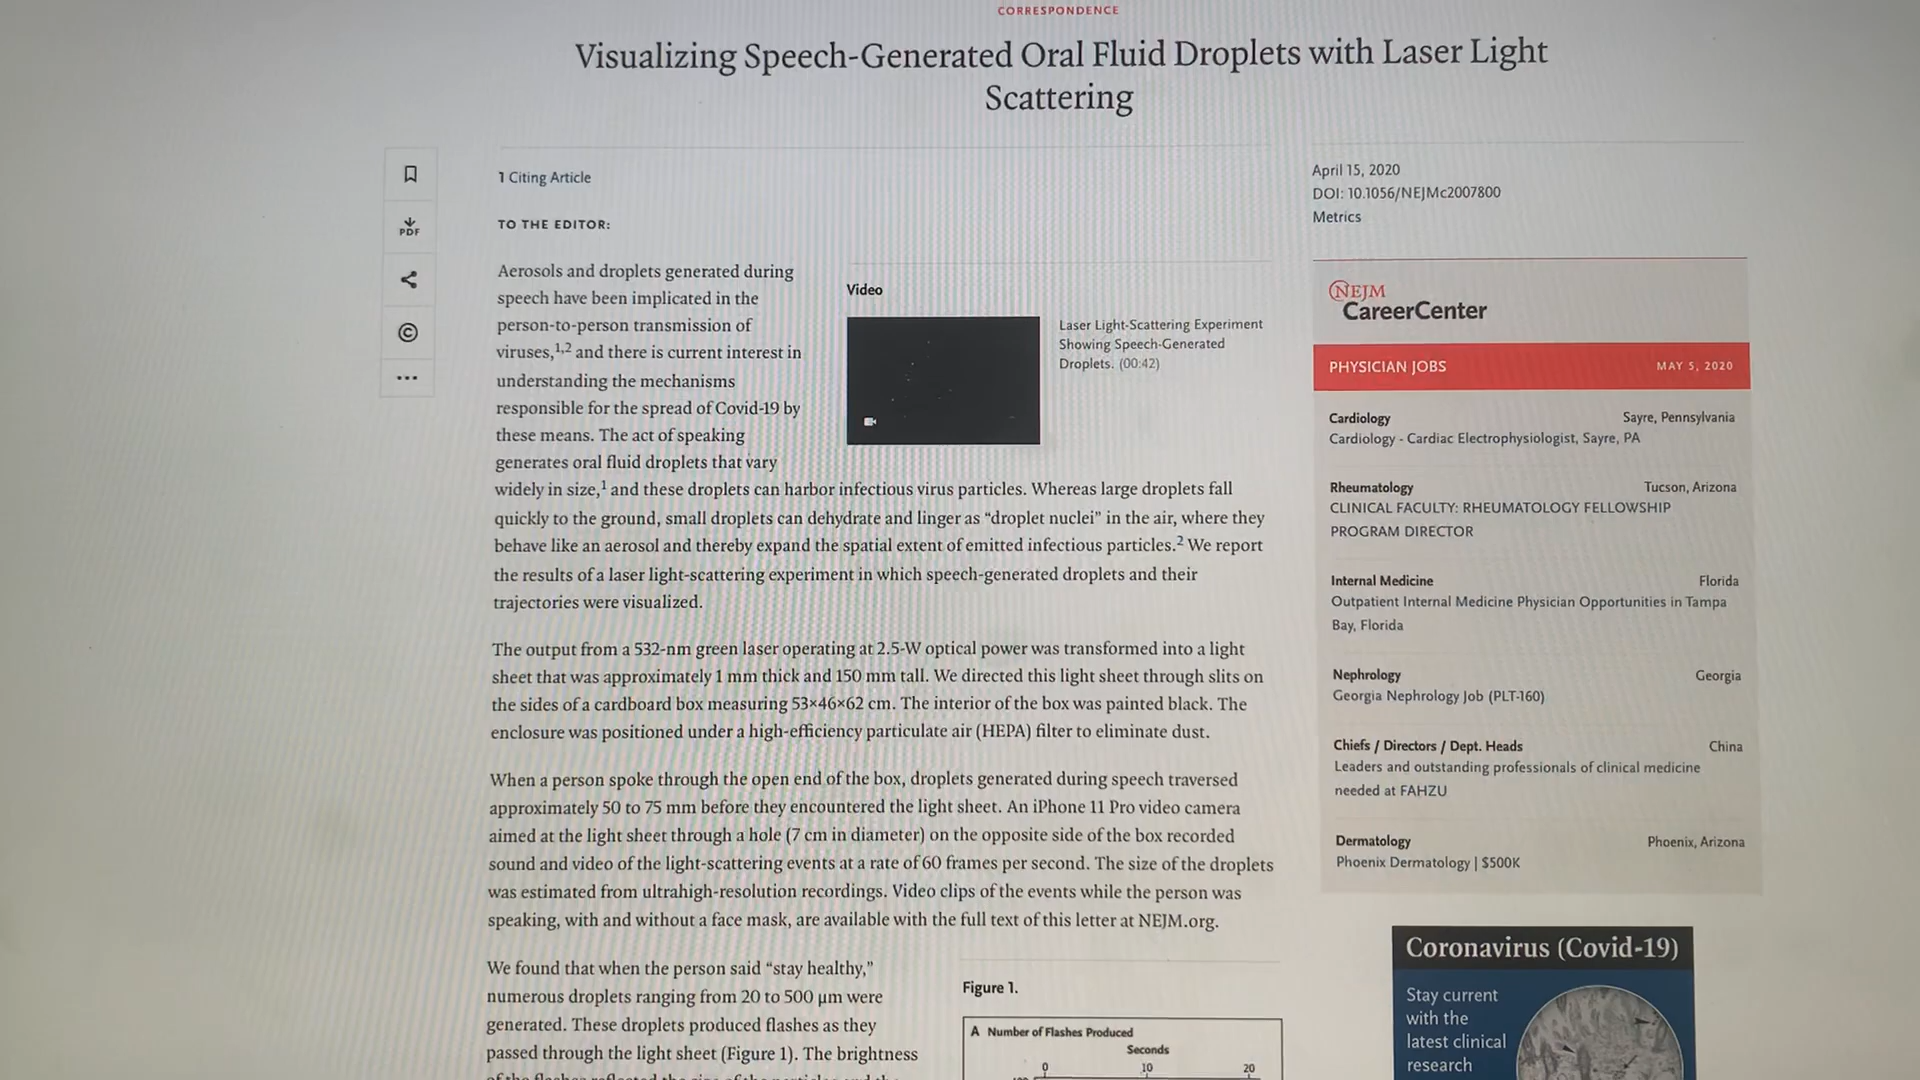 CORRESPONDENCE
Visualizing Speech-Generated Oral Fluid Droplets with Laser Light
Scattering
PDF
1 Citing Article
TO THE EDITOR:
Aerosols and droplets generated during
speech have been implicated in the
person-to-person transmission of
viruses,1,2 and there is current interest in
understanding the mechanisms
responsible for the spread of Covid-19 by
these means. The act of speaking
generates oral fluid droplets that vary
widely in size,1 and these droplets can harbor infectious virus particles. Whereas large droplets fall
quickly to the ground, small droplets can dehydrate and linger as “droplet nuclei” in the air, where they
behave like an aerosol and thereby expand the spatial extent of emitted infectious particles.2 We report
the results of a laser light-scattering experiment in which speech-generated droplets and their
trajectories were visualized.
Video
Laser Light-Scattering Experiment
Showing Speech-Generated
Droplets. (00:42)
The output from a 532-nm green laser operating at 2.5-W optical power was transformed into a light
sheet that was approximately 1 mm thick and 150 mm tall. We directed this light sheet through slits on
the sides of a cardboard box measuring 53×46×62 cm. The interior of the box was painted black. The
enclosure was positioned under a high-efficiency particulate air (HEPA) filter to eliminate dust.
When a person spoke through the open end of the box, droplets generated during speech traversed
approximately 50 to 75 mm before they encountered the light sheet. An iPhone 11 Pro video camera
aimed at the light sheet through a hole (7 cm in diameter) on the opposite side of the box recorded
sound and video of the light-scattering events at a rate of 60 frames per second. The size of the droplets
was estimated from ultrahigh-resolution recordings. Video clips of the events while the person was
speaking, with and without a face mask, are available with the full text of this letter at NEJM.org.
We found that when the person said “stay healthy,”
numerous droplets ranging from 20 to 500 μm were
generated. These droplets produced flashes as they
passed through the light sheet (Figure 1). The brightness
Figure 1.
A Number of Flashes Produced
Seconds
0 10 20
April 15, 2020
DOI: 10.1056/NEJMc2007800
Metrics
NEJM
CareerCenter
PHYSICIAN JOBS MAY 5, 2020
Cardiology Sayre, Pennsylvania
Cardiology - Cardiac Electrophysiologist, Sayre, PA
Rheumatology Tucson, Arizona
CLINICAL FACULTY: RHEUMATOLOGY FELLOWSHIP
PROGRAM DIRECTOR
Internal Medicine Florida
Outpatient Internal Medicine Physician Opportunities in Tampa
Bay, Florida
Nephrology Georgia
Georgia Nephrology Job (PLT-160)
Chiefs / Directors / Dept. Heads China
Leaders and outstanding professionals of clinical medicine
needed at FAHZU
Dermatology Phoenix, Arizona
Phoenix Dermatology | $500K
Coronavirus (Covid-19)
Stay current
with the
latest clinical
research